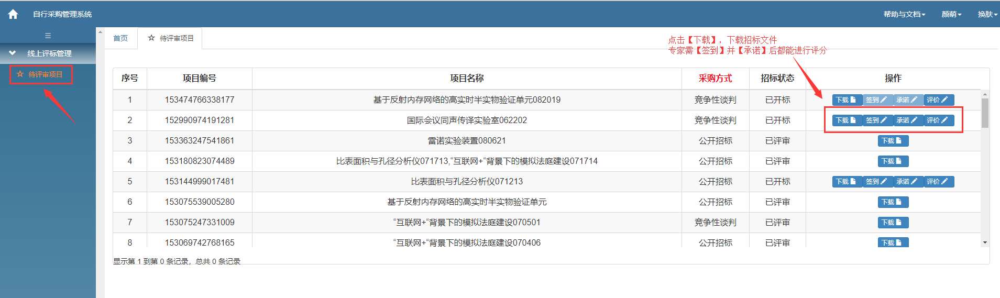 自行采购管理系统
帮助与文档 颜萌 换肤
线上评标管理
待评审项目
首页 待评审项目
点击【下载】，下载招标文件
专家需【签到】并【承诺】后都能进行评分
序号 项目编号 项目名称 采购方式 招标状态 操作
1 153474766338177 基于反射内存网络的高实时半实物验证单元082019 竞争性谈判 已开标 下载 签到 承诺 评价
2 152990974191281 国际会议同声传译实验室062202 竞争性谈判 已开标 下载 签到 承诺 评价
3 153363247541861 雷诺实验装置080621 公开招标 已评审 下载
4 153180823074489 比表面积与孔径分析仪071713,“互联网+“背景下的模拟法庭建设071714 公开招标 已评审 下载
5 153144999017481 比表面积与孔径分析仪071213 公开招标 已开标 下载 签到 承诺 评价
6 153075539005280 基于反射内存网络的高实时半实物验证单元 公开招标 已评审 下载
7 153075247331009 “互联网+“背景下的模拟法庭建设070501 竞争性谈判 已评审 下载
8 153069742768165 “互联网+“背景下的模拟法庭建设070406 公开招标 已评审 下载
显示第 1 到第 0 条记录，总共 0 条记录